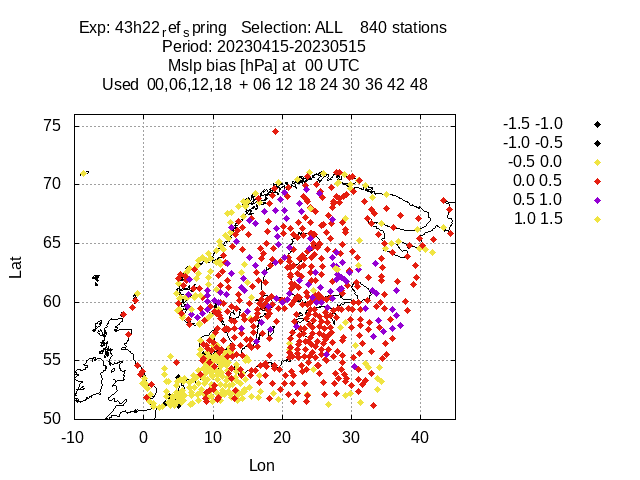 Exp: 43h22refspring Selection: ALL 840 stations
Period: 20230415-20230515
Mslp bias [hPa] at 00 UTC
Used 00,06,12,18 + 06 12 18 24 30 36 42 48
75
70
65
60
55
50
Lat
-10 0 10 20 30 40
Lon
-1.5 -1.0
-1.0 -0.5
-0.5 0.0
0.0 0.5
0.5 1.0
1.0 1.5